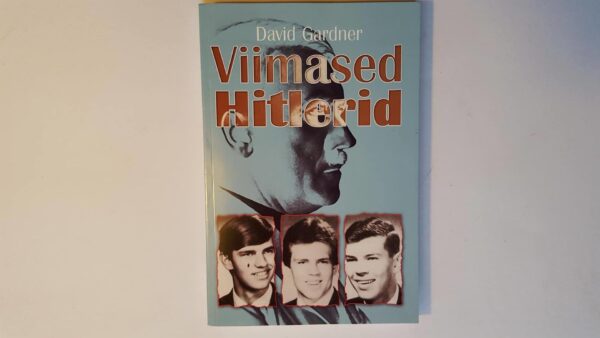 David Gardner
Viimased
Hitlerid